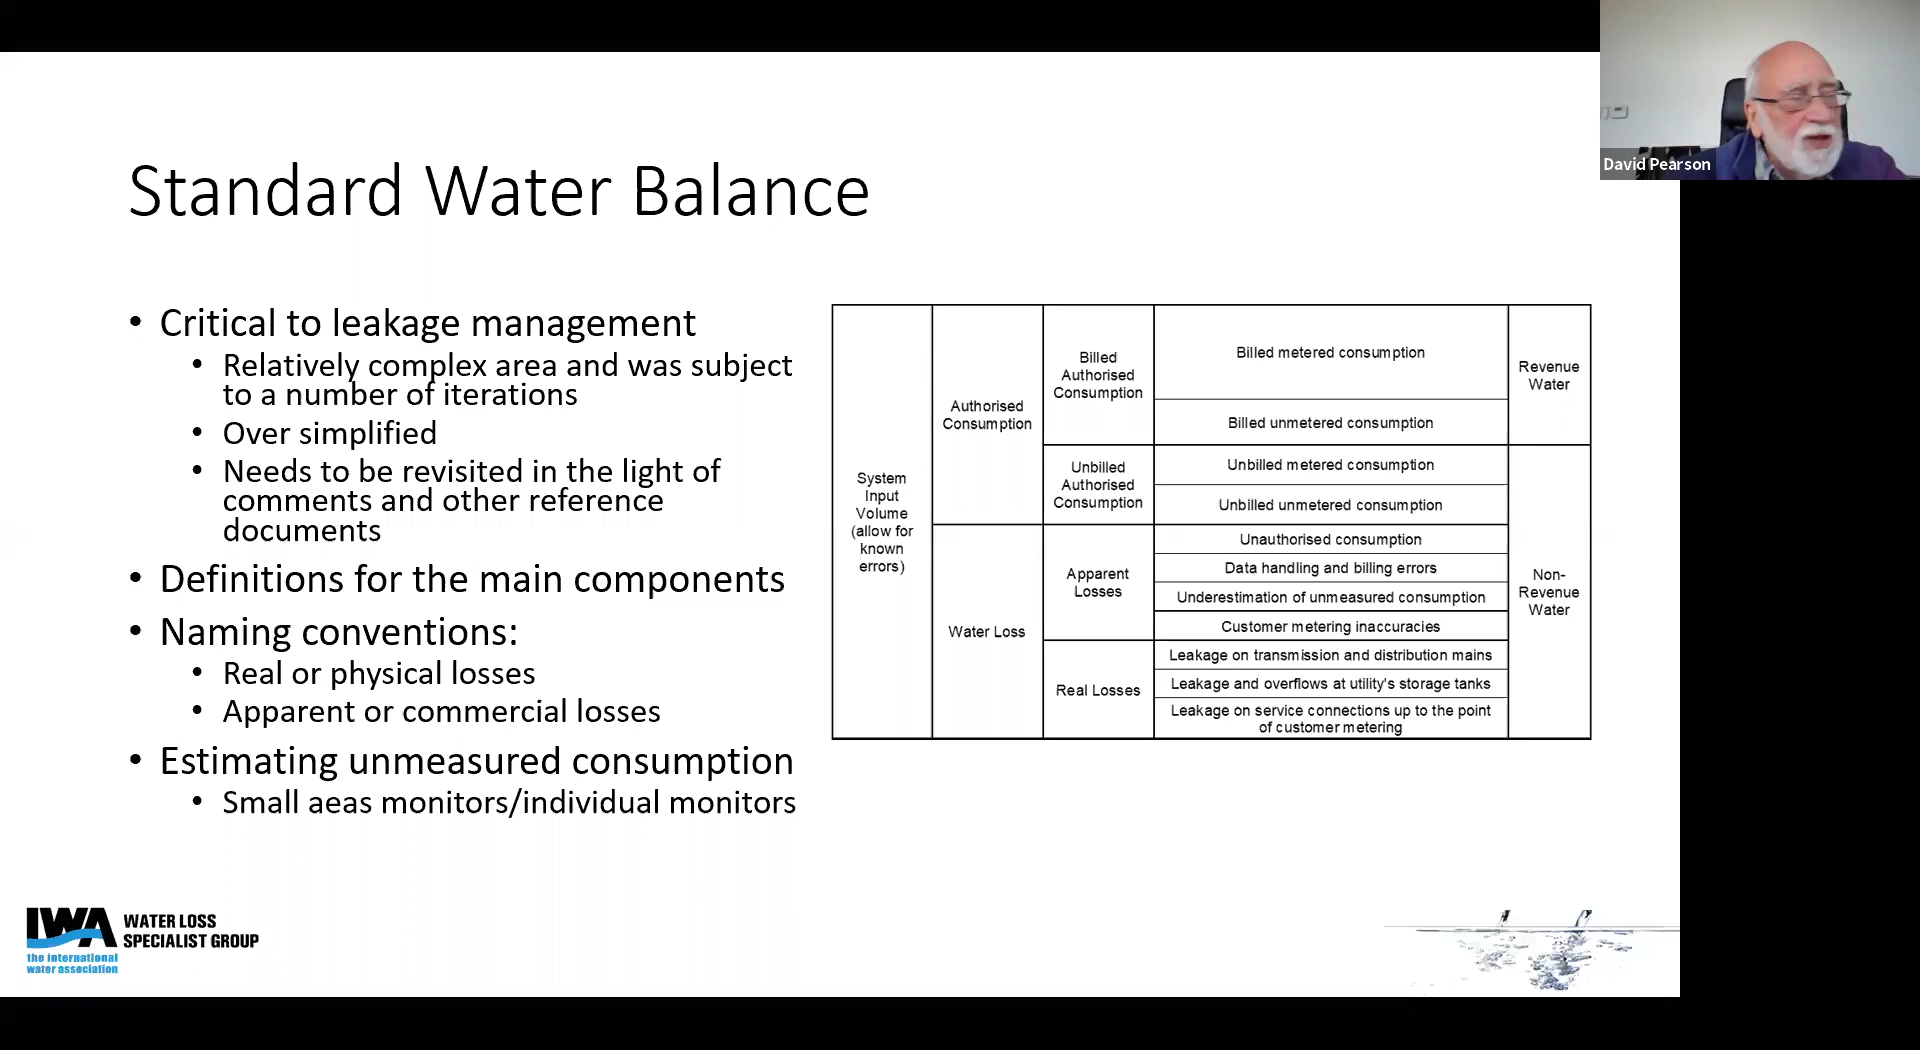 David Pearson
Standard Water Balance
• Critical to leakage management
• Relatively complex area and was subject
to a number of iterations
• Over simplified
• Needs to be revisited in the light of
comments and other reference
documents
• Definitions for the main components
• Naming conventions:
• Real or physical losses
• Apparent or commercial losses
• Estimating unmeasured consumption
• Small aeas monitors/individual monitors
System
Input
Volume
(allow for
known
errors)
Authorised
Consumption
Water Loss
Billed
Authorised
Consumption
Unbilled
Authorised
Consumption
Apparent
Losses
Real Losses
Billed metered consumption
Billed unmetered consumption
Unbilled metered consumption
Unbilled unmetered consumption
Unauthorised consumption
Data handling and billing errors
Underestimation of unmeasured consumption
Customer metering inaccuracies
Leakage on transmission and distribution mains
Leakage and overflows at utility's storage tanks
Leakage on service connections up to the point
of customer metering
Revenue
Water
Non-
Revenue
Water
IWA
the international
water association
WATER LOSS
SPECIALIST GROUP